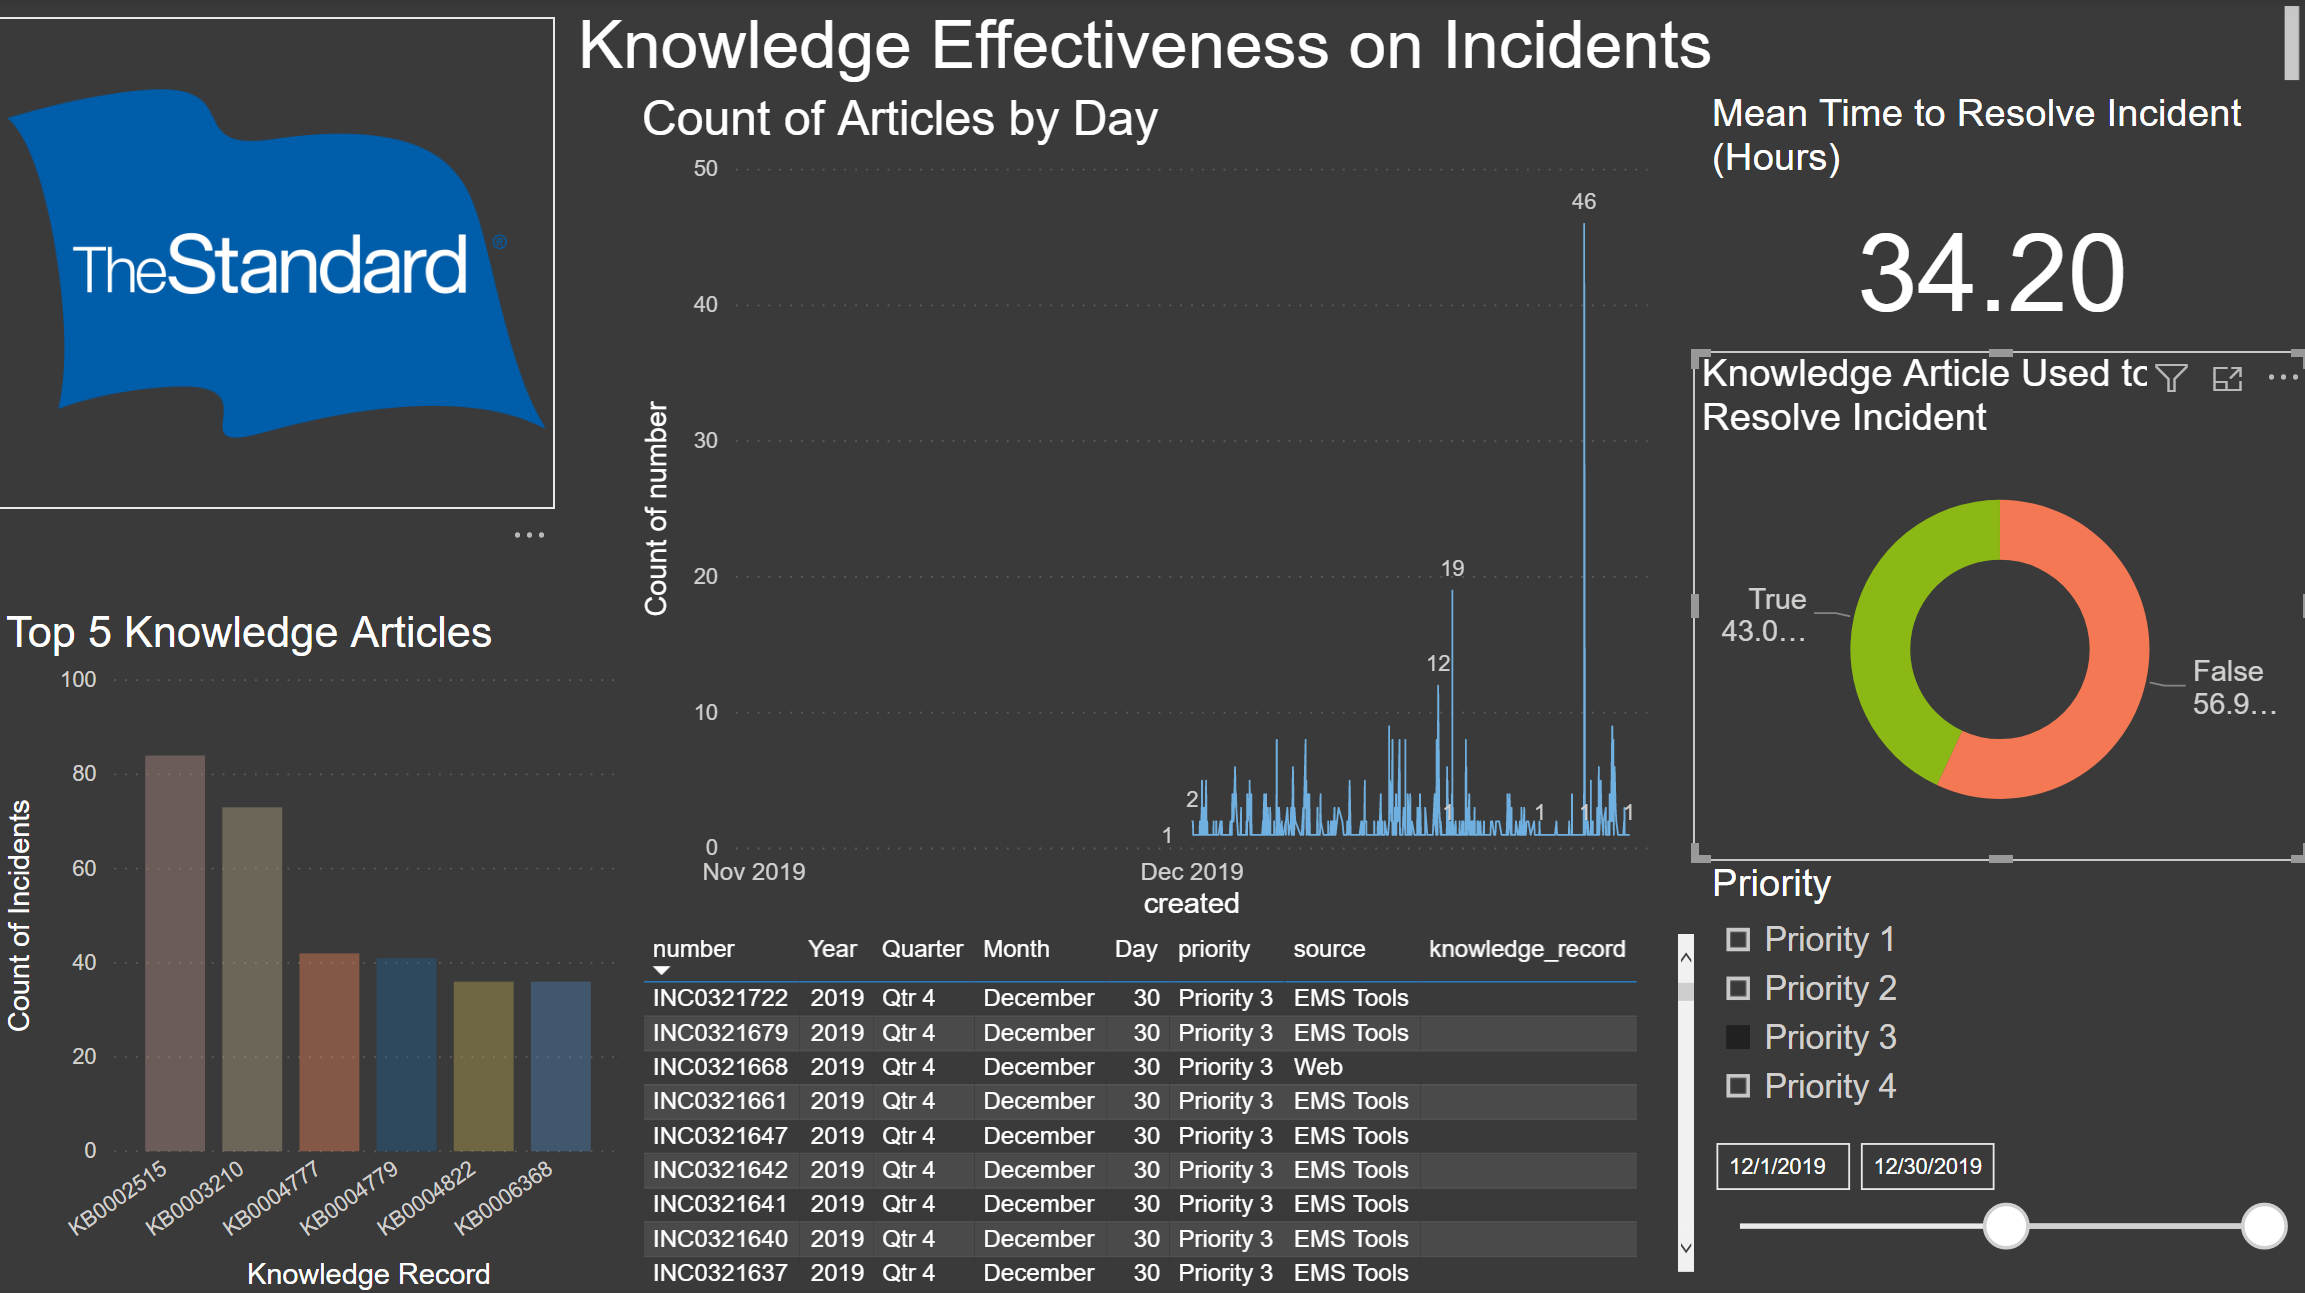 Knowledge Effectiveness on Incidents
TheStandard®
Count of Articles by Day
50
40
30
20
10
0
Count of number
46
19
12
2
1
1
1
1
1
Nov 2019
Dec 2019
created
Mean Time to Resolve Incident
(Hours)
34.20
Knowledge Article Used to
Resolve Incident
True
43.0…
False
56.9…
Top 5 Knowledge Articles
100
80
60
40
20
0
Count of Incidents
KB0002515
KB0003210
KB0004777
KB0004779
KB0004822
KB0006368
Knowledge Record
number Year Quarter Month Day priority source knowledge_record
INC0321722 2019 Qtr 4 December 30 Priority 3 EMS Tools
INC0321679 2019 Qtr 4 December 30 Priority 3 EMS Tools
INC0321668 2019 Qtr 4 December 30 Priority 3 Web
INC0321661 2019 Qtr 4 December 30 Priority 3 EMS Tools
INC0321647 2019 Qtr 4 December 30 Priority 3 EMS Tools
INC0321642 2019 Qtr 4 December 30 Priority 3 EMS Tools
INC0321641 2019 Qtr 4 December 30 Priority 3 EMS Tools
INC0321640 2019 Qtr 4 December 30 Priority 3 EMS Tools
INC0321637 2019 Qtr 4 December 30 Priority 3 EMS Tools
Priority
Priority 1
Priority 2
Priority 3
Priority 4
12/1/2019
12/30/2019